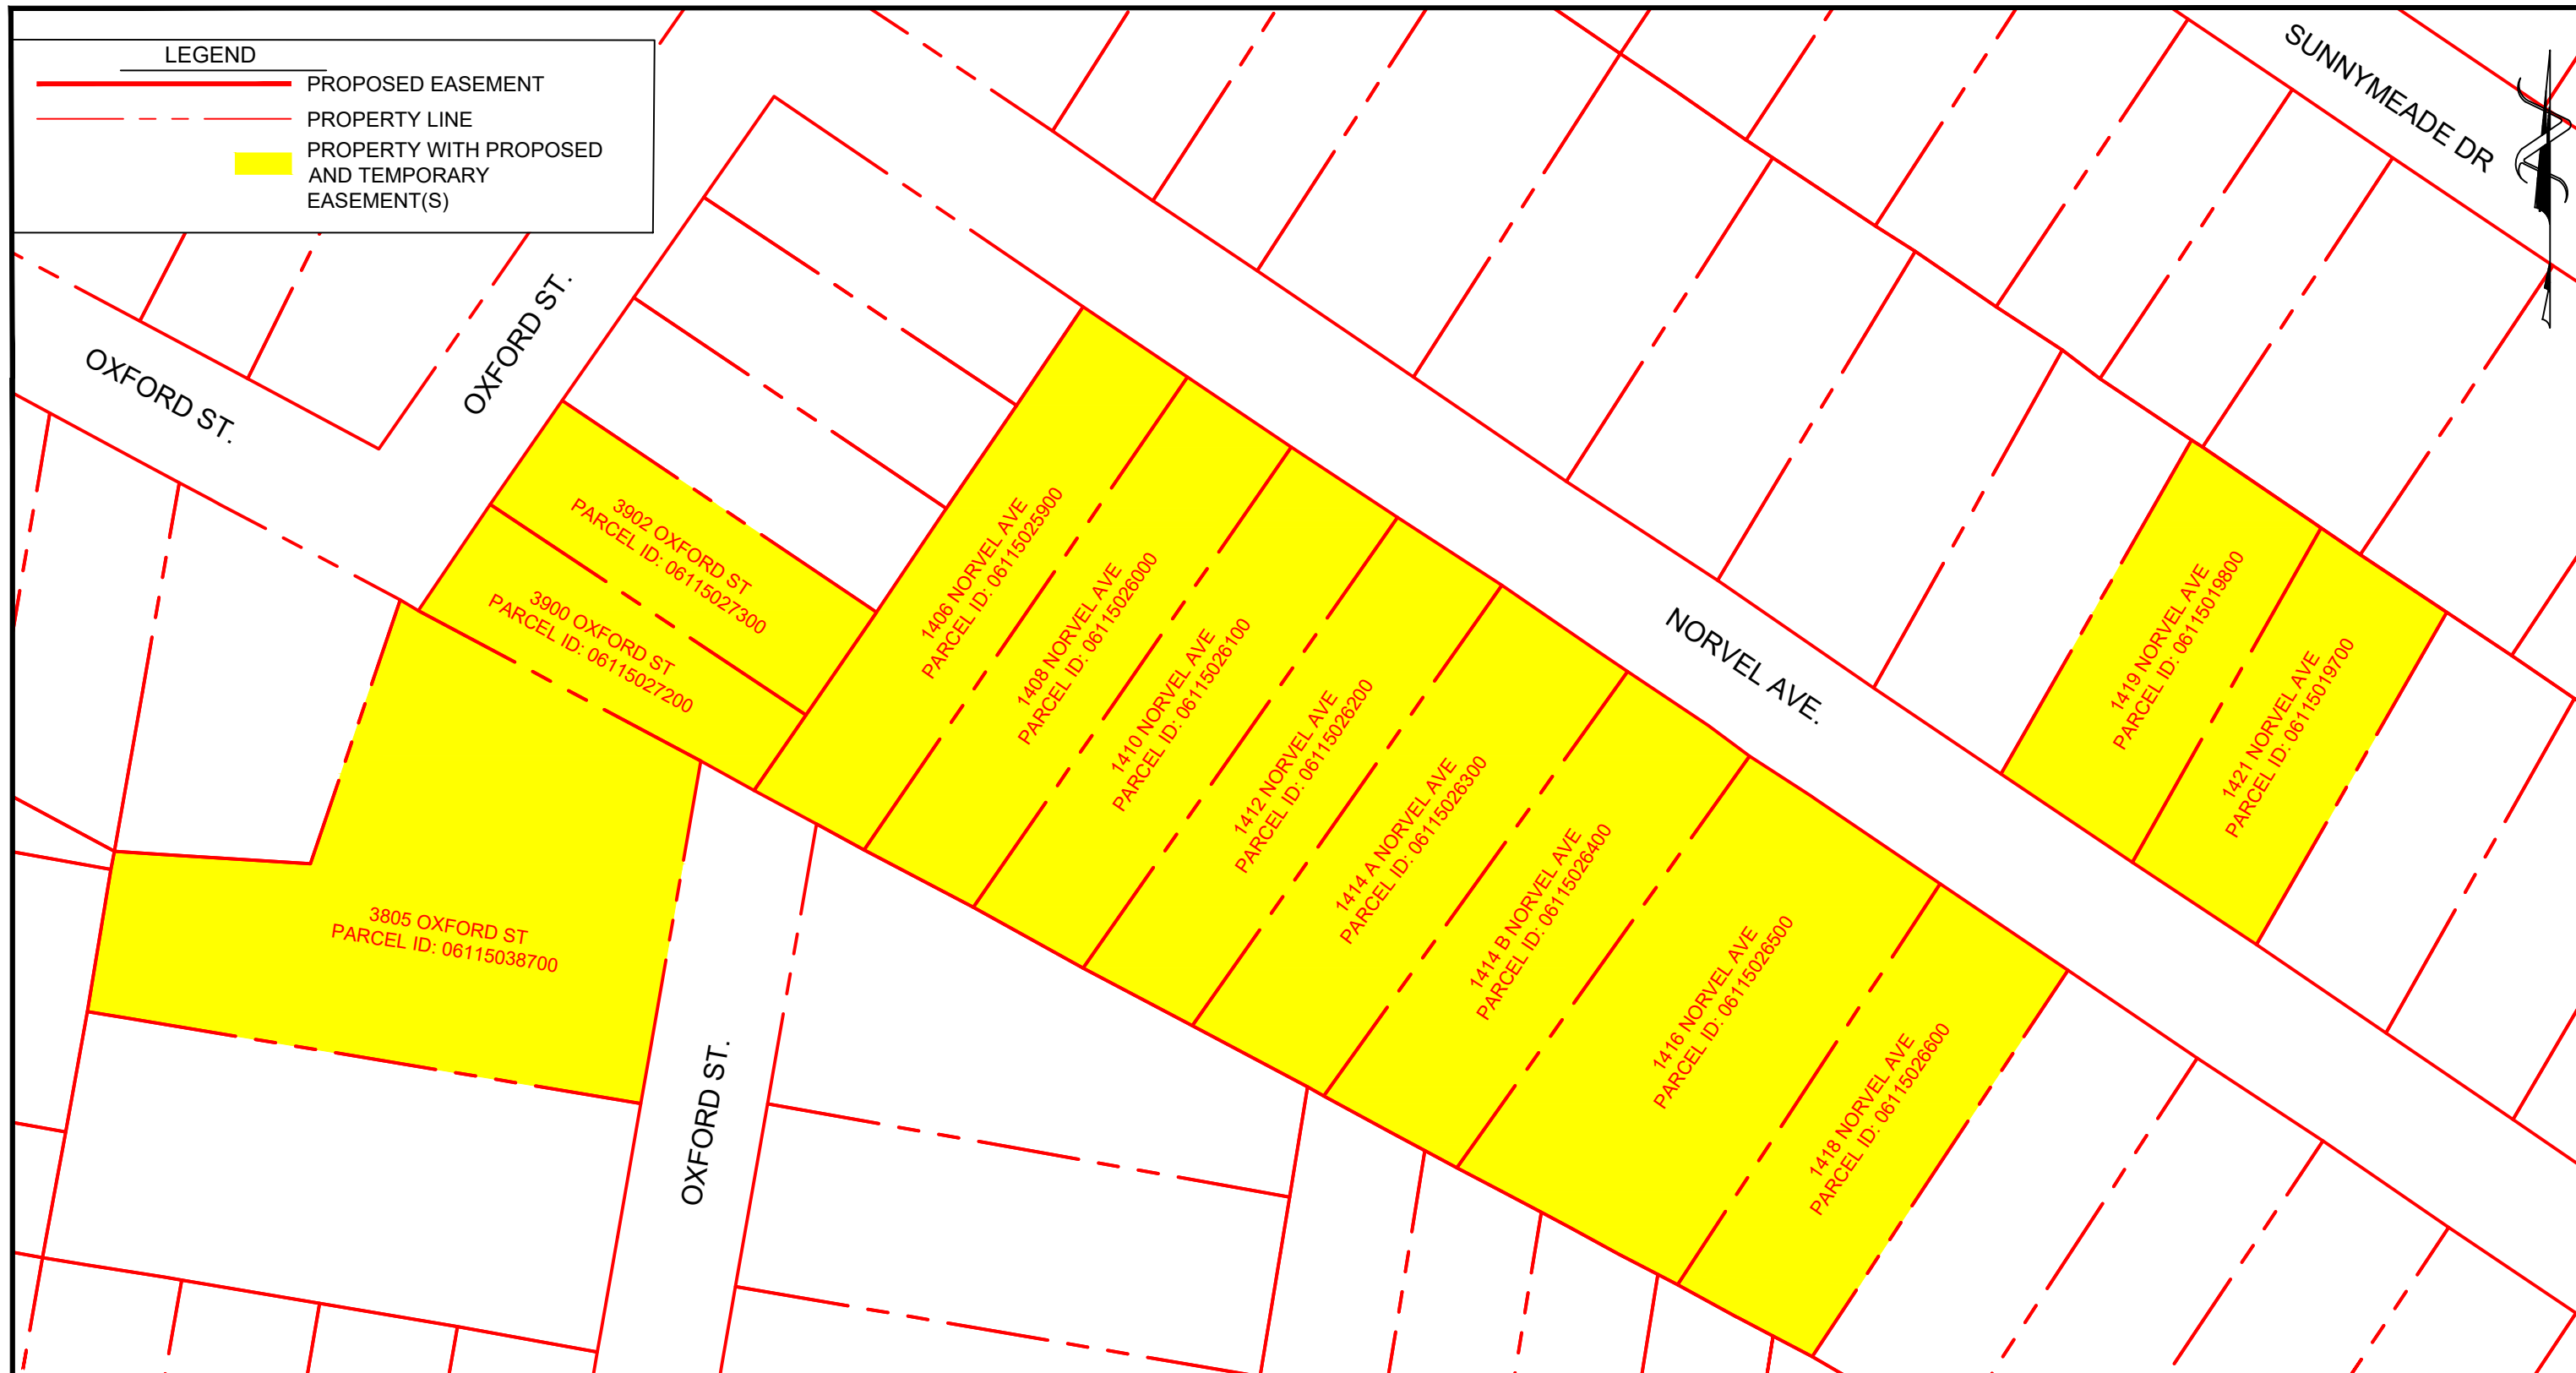 LEGEND
PROPOSED EASEMENT
PROPERTY LINE
PROPERTY WITH PROPOSED
AND TEMPORARY
EASEMENT(S)
SUNNYMEADE DR
OXFORD ST.
OXFORD ST.
3902 OXFORD ST
PARCEL ID: 06115027300
3900 OXFORD ST
PARCEL ID: 06115027200
1406 NORVEL AVE
PARCEL ID: 06115025900
1408 NORVEL AVE
PARCEL ID: 06115026000
1410 NORVEL AVE
PARCEL ID: 06115026100
1412 NORVEL AVE
PARCEL ID: 06115026200
1414 A NORVEL AVE
PARCEL ID: 06115026300
1414 B NORVEL AVE
PARCEL ID: 06115026400
1416 NORVEL AVE
PARCEL ID: 06115026500
1418 NORVEL AVE
PARCEL ID: 06115026600
NORVEL AVE.
1419 NORVEL AVE
PARCEL ID: 06115019800
1421 NORVEL AVE
PARCEL ID: 06115019700
3805 OXFORD ST
PARCEL ID: 06115038700
OXFORD ST.